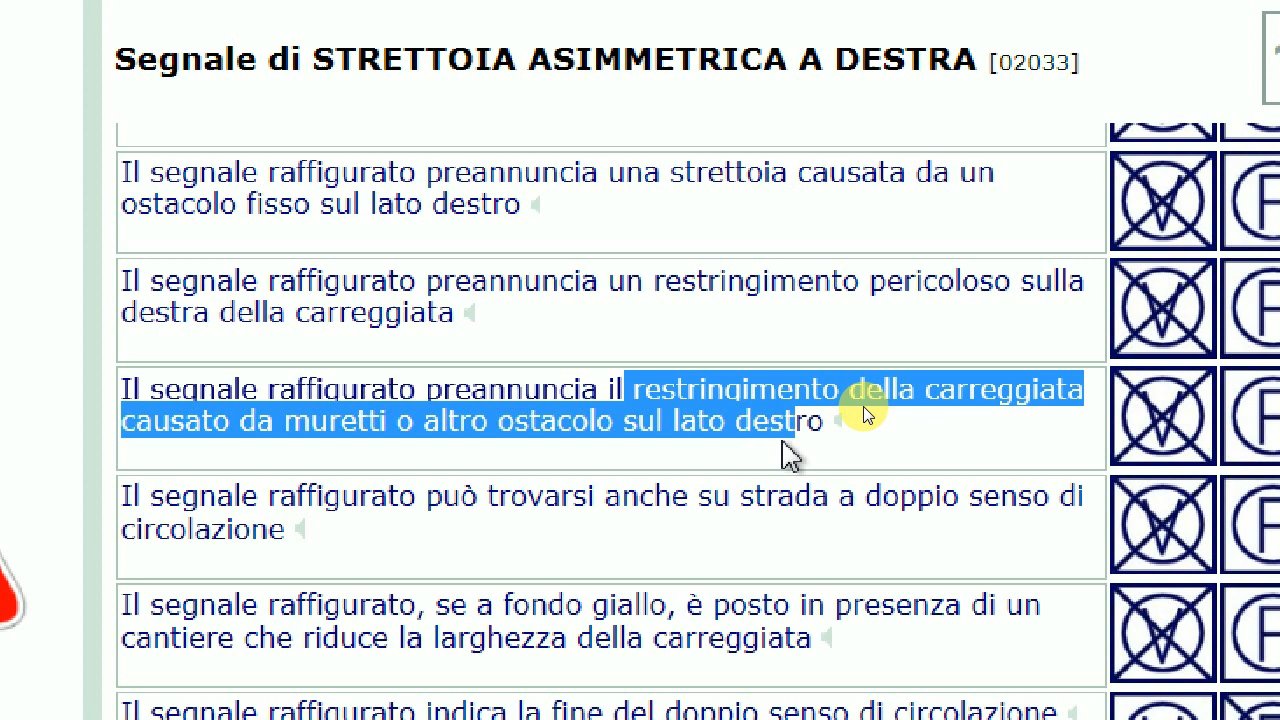 Segnale di STRETTOIA ASIMMETRICA A DESTRA [02033]
Il segnale raffigurato preannuncia una strettoia causata da un
ostacolo fisso sul lato destro
V F
Il segnale raffigurato preannuncia un restringimento pericoloso sulla
destra della carreggiata
V F
Il segnale raffigurato preannuncia il restringimento della carreggiata
causato da muretti o altro ostacolo sul lato destro
V F
Il segnale raffigurato può trovarsi anche su strada a doppio senso di
circolazione
V F
Il segnale raffigurato, se a fondo giallo, è posto in presenza di un
cantiere che riduce la larghezza della carreggiata
V F
Il segnale raffigurato indica la fine del doppio senso di circolazione